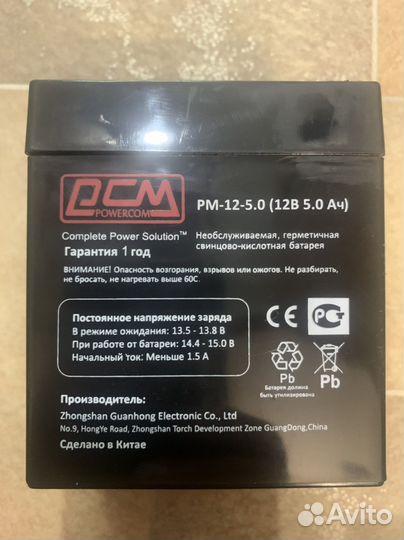 PCM
POWERCOM
PM-12-5.0 (12В 5.0 Ач)
Complete Power Solution™
Необслуживаемая, герметичная
свинцово-кислотная батарея
Гарантия 1 год
ВНИМАНИЕ! Опасность возгорания, взрывов или ожогов. Не разбирать,
не бросать, не нагревать выше 60С.
Постоянное напряжение заряда
В режиме ожидания: 13.5 - 13.8 В
При работе от батареи: 14.4 - 15.0 В
Начальный ток: Меньше 1.5 А
CE
РСТ
Pb
Pb
Батарея должна
быть утилизирована
Производитель:
Zhongshan Guanhong Electronic Co., Ltd
No.9, HongYe Road, Zhongshan Torch Development Zone GuangDong,China
Сделано в Китае
Avito